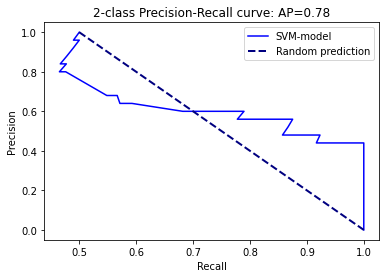 2-class Precision-Recall curve: AP=0.78
SVM-model
Random prediction
Precision
1.0
0.8
0.6
0.4
0.2
0.0
0.5
0.6
0.7
0.8
0.9
1.0
Recall